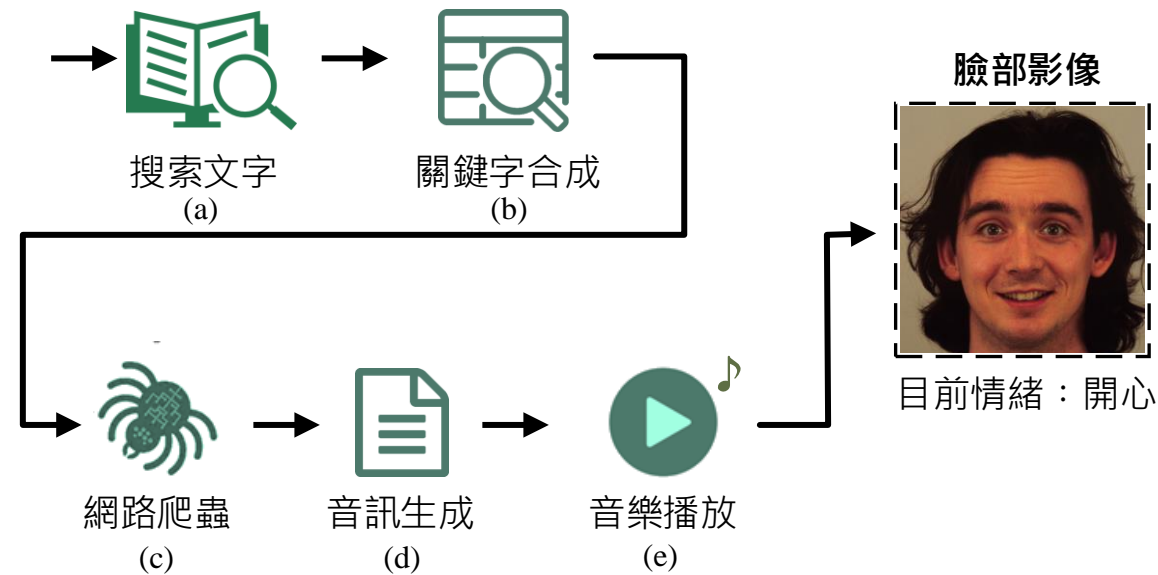 搜索文字
(a)
關鍵字合成
(b)
網路爬蟲
(c)
音訊生成
(d)
音樂播放
(e)
臉部影像
目前情緒：開心